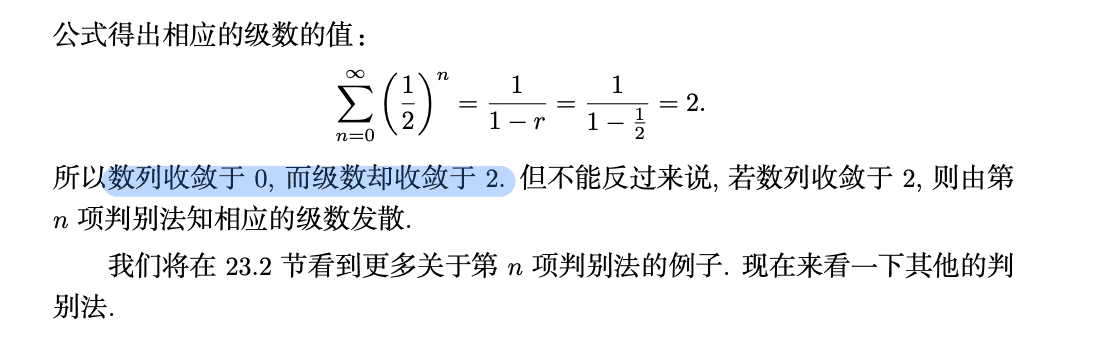 公式得出相应的级数的值：
$$\sum_{n=0}^{\infty}\left(\frac{1}{2}\right)^n = \frac{1}{1-r} = \frac{1}{1-\frac{1}{2}} = 2.$$
所以数列收敛于 0, 而级数却收敛于 2. 但不能反过来说, 若数列收敛于 2, 则由第
n 项判别法知相应的级数发散.
我们将在 23.2 节看到更多关于第 n 项判别法的例子. 现在来看一下其他的判
别法.